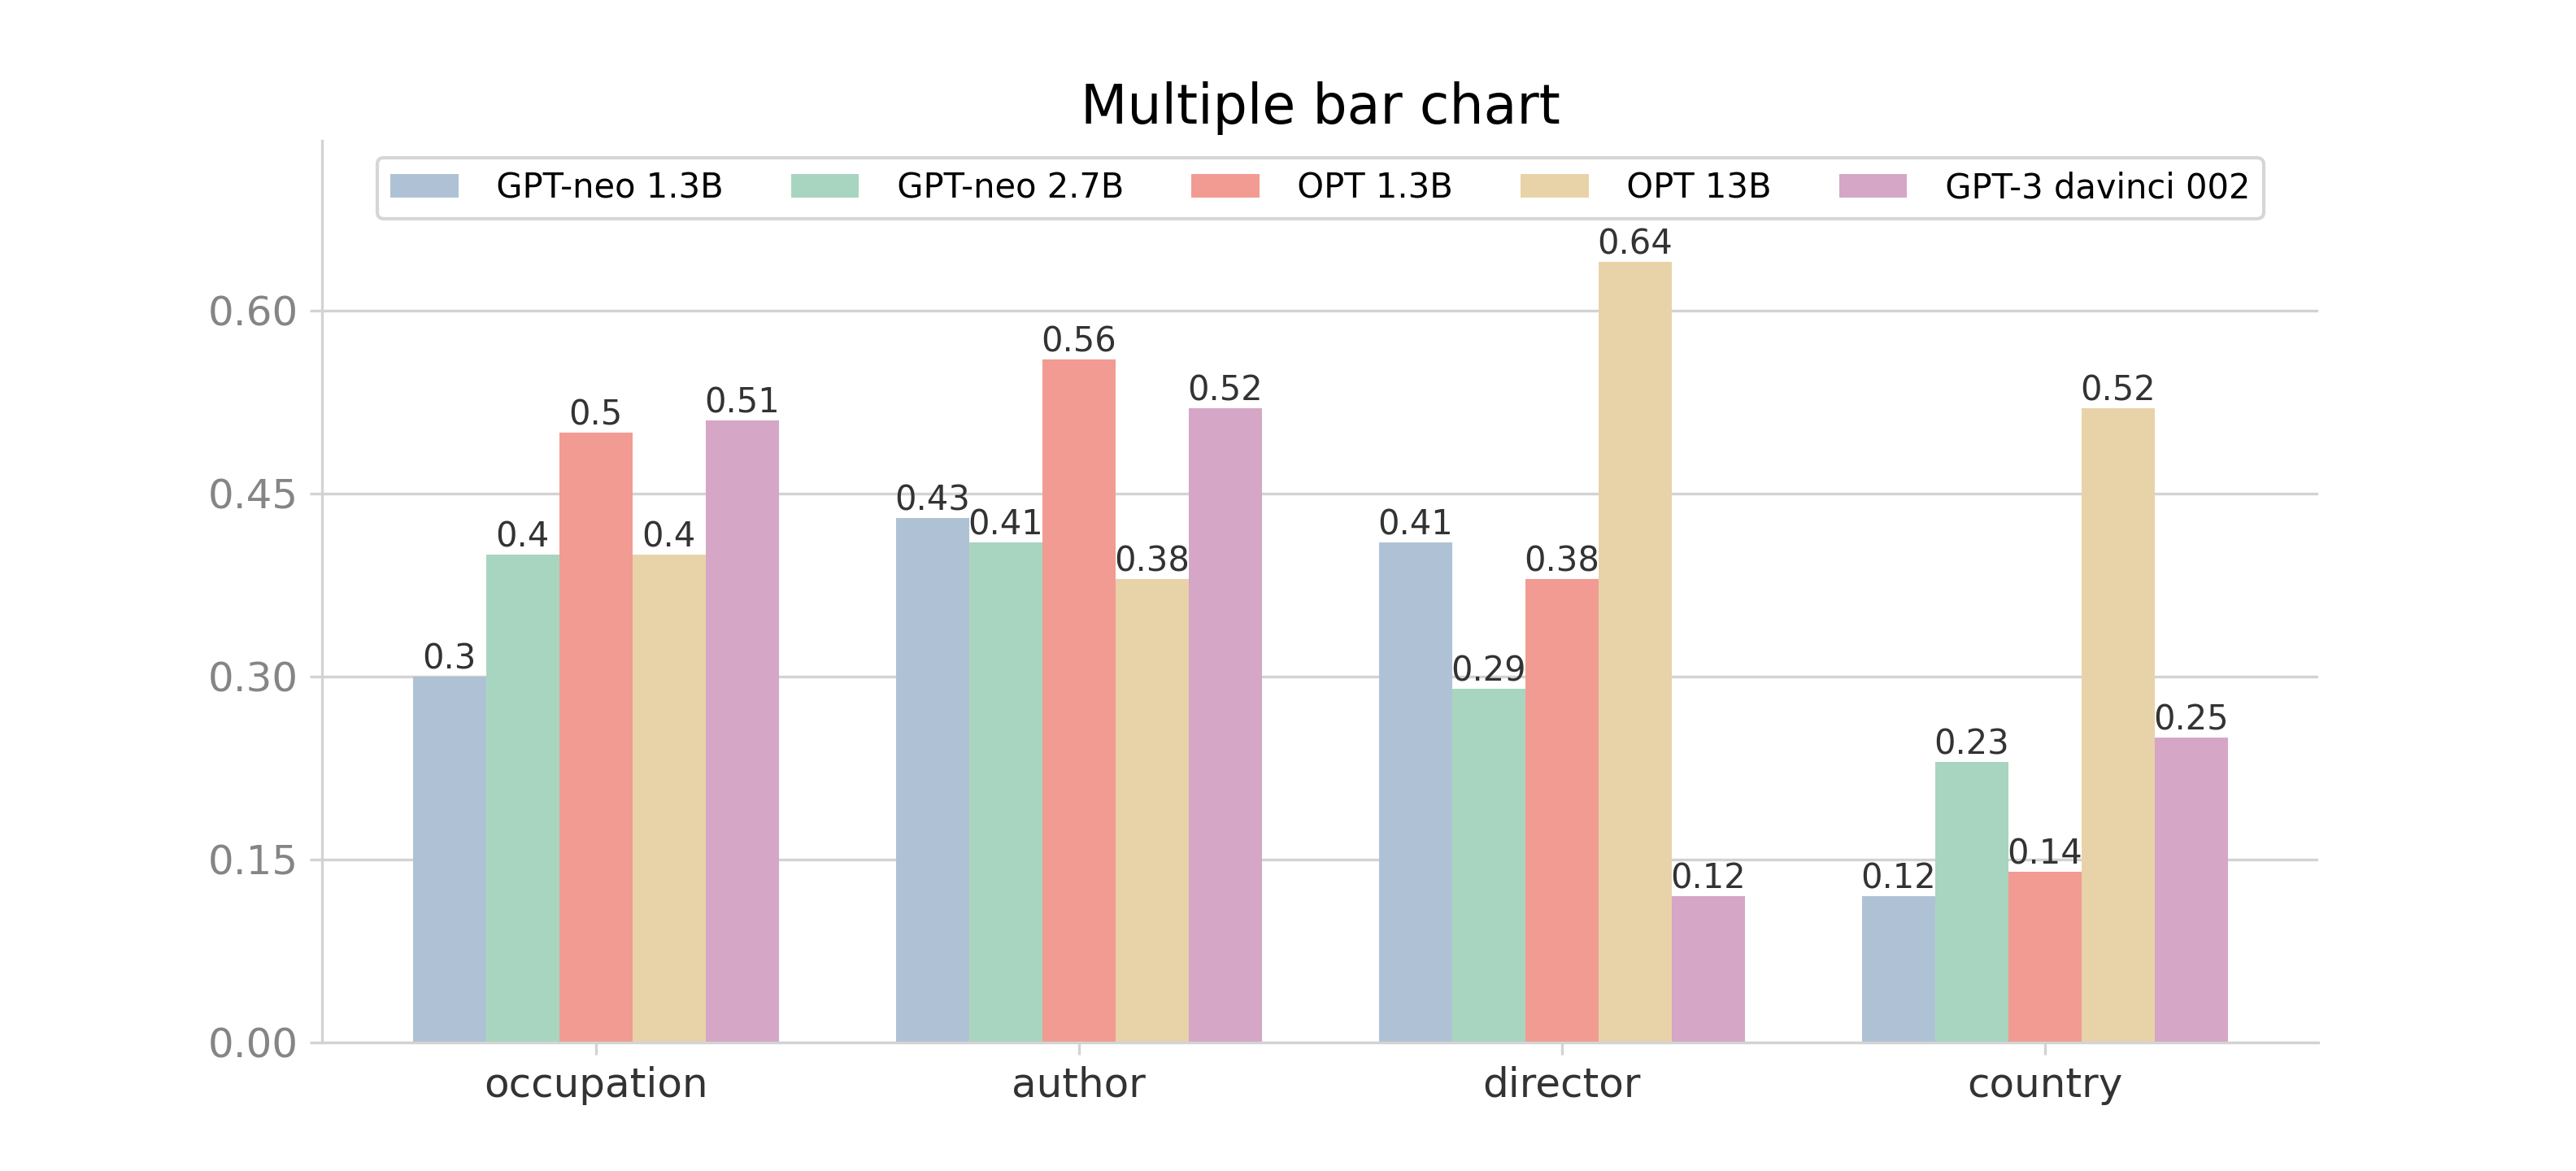 Multiple bar chart
GPT-neo 1.3B GPT-neo 2.7B OPT 1.3B OPT 13B GPT-3 davinci 002
0.60
0.45
0.30
0.15
0.00
0.3 0.4 0.5 0.4 0.51
0.43 0.41 0.56 0.38 0.52
0.41 0.29 0.38 0.64 0.12
0.12 0.23 0.14 0.52 0.25
occupation author director country